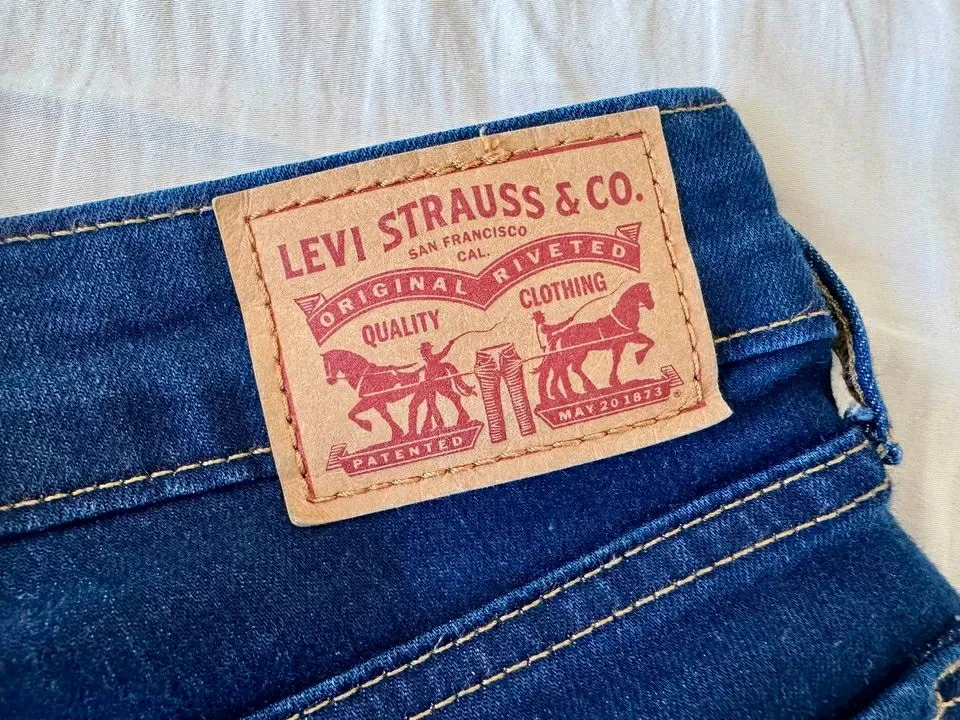 LEVI STRAUSS & CO.
SAN FRANCISCO
CAL.
ORIGINAL RIVETED
QUALITY CLOTHING
PATENTED MAY 20 1873
®